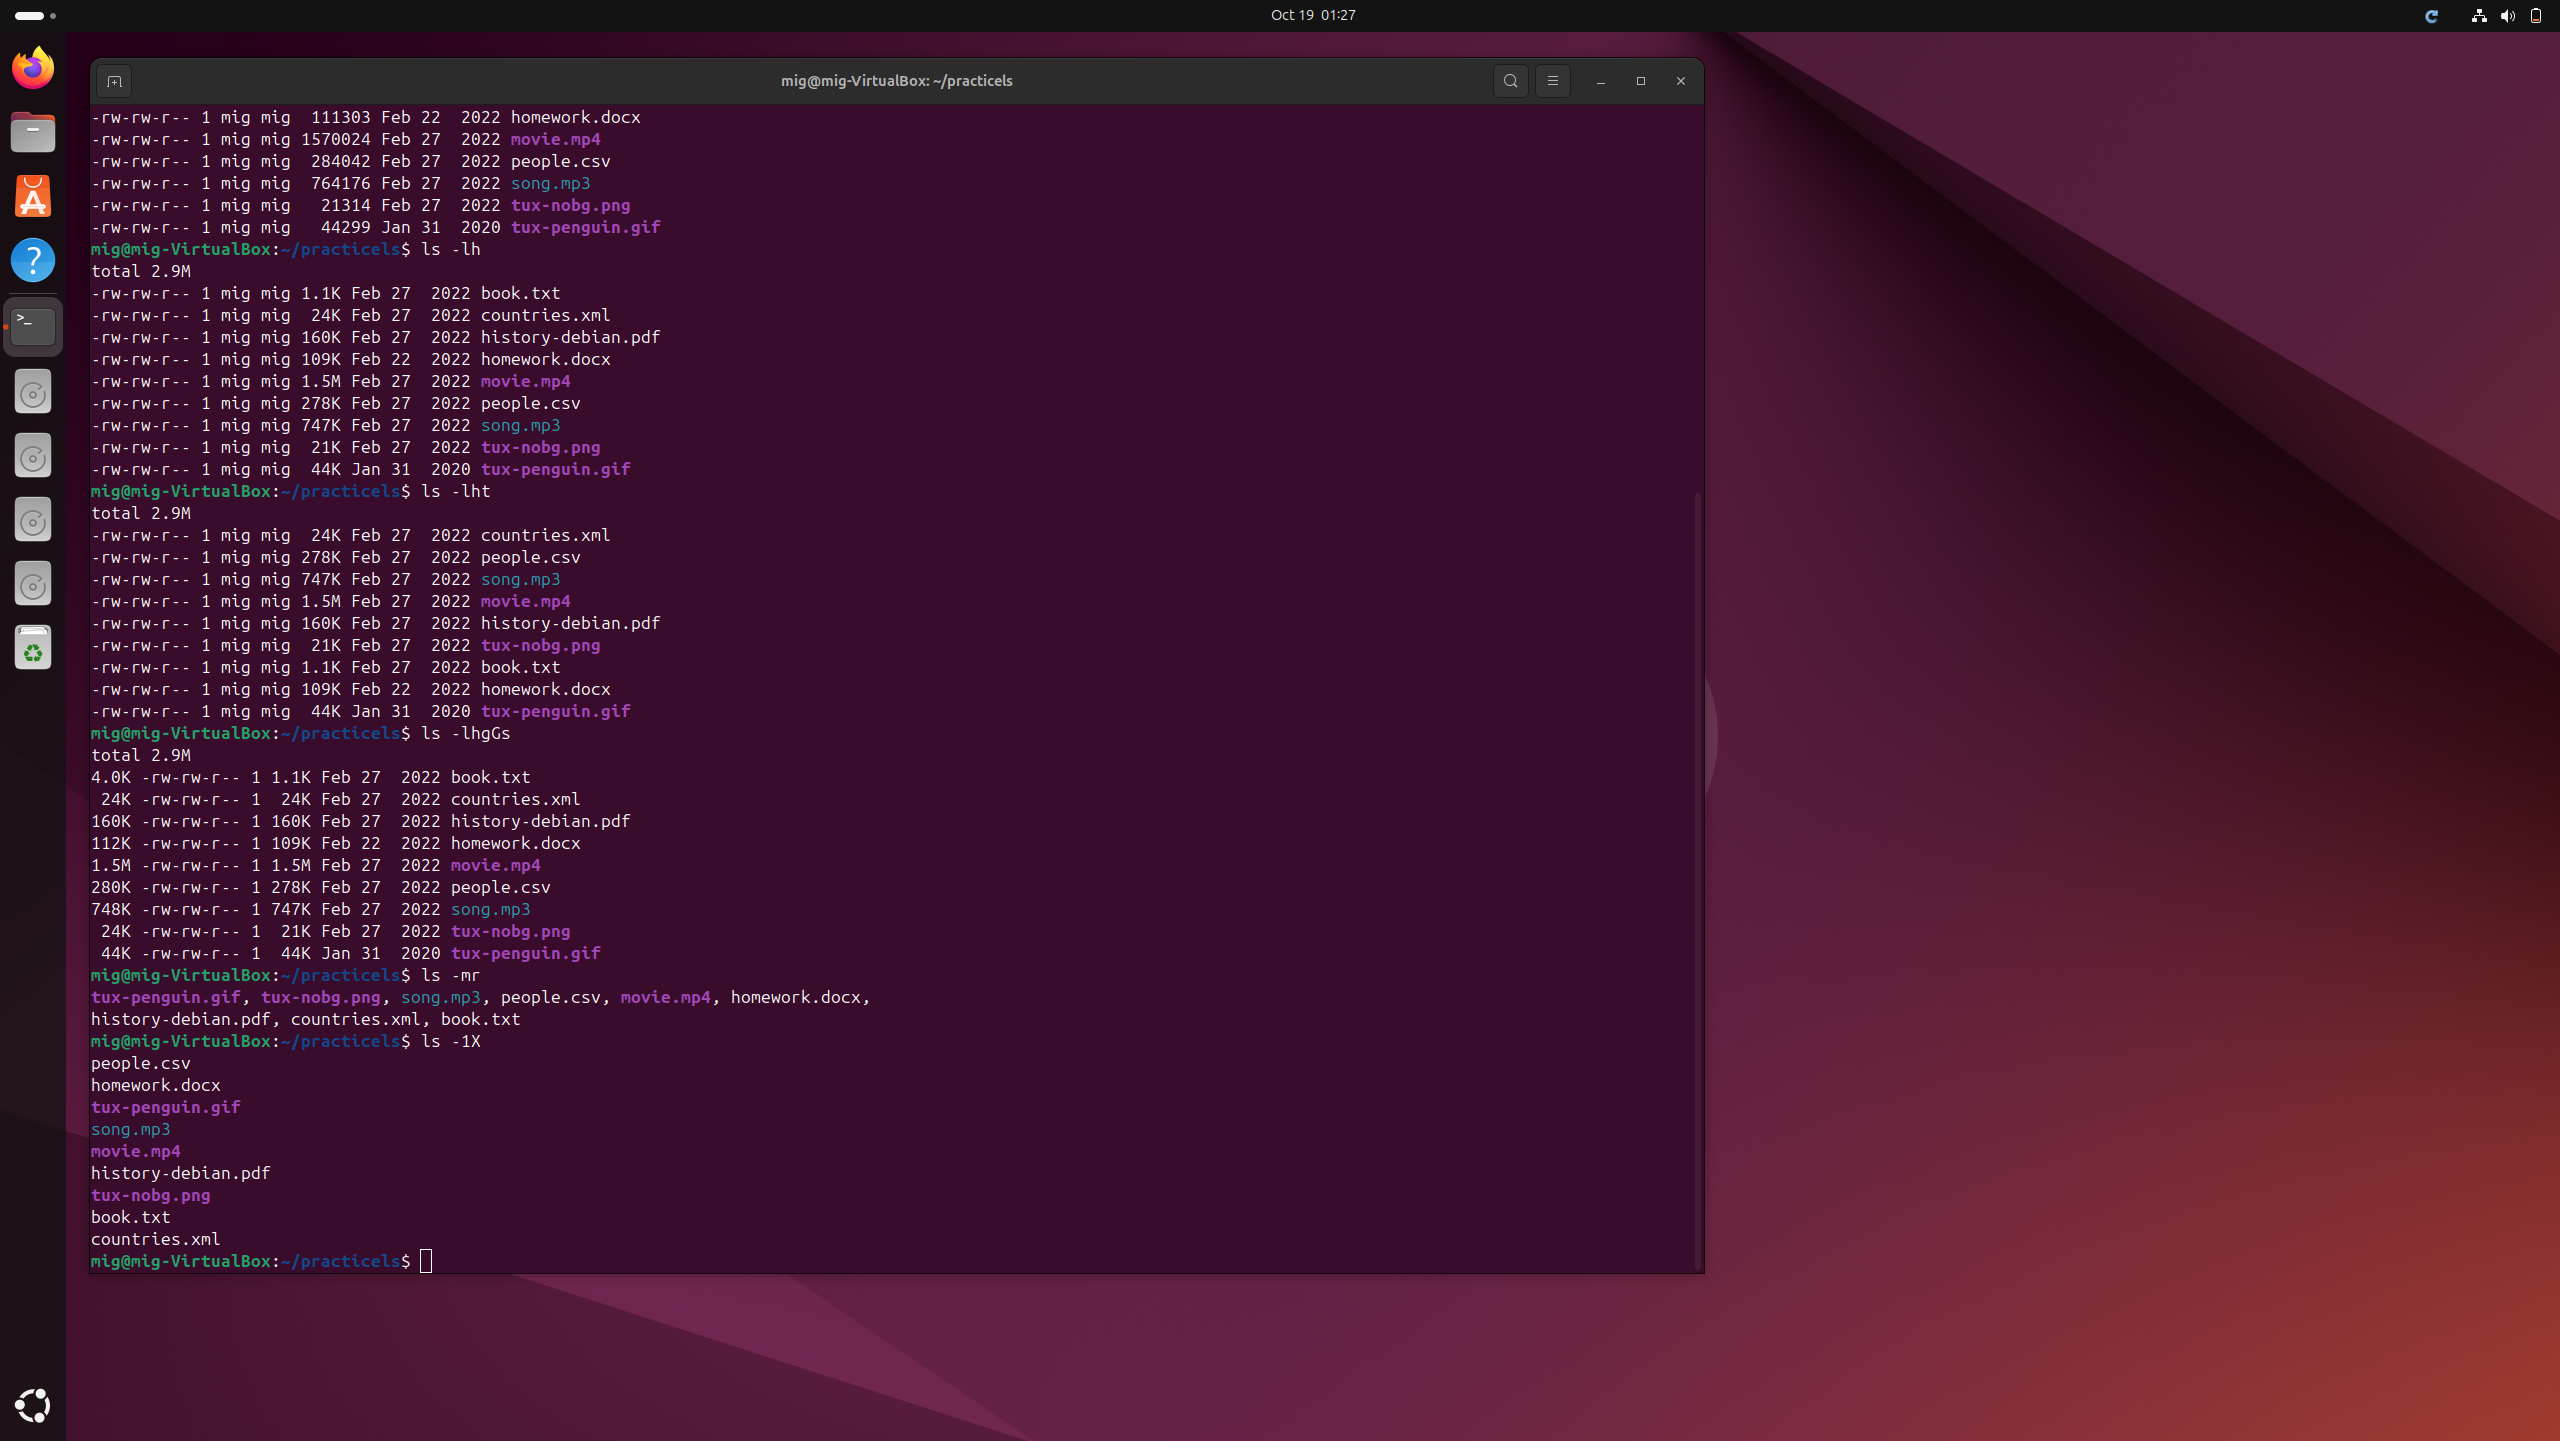 Oct 19 01:27
mig@mig-VirtualBox: ~/practicels
-rw-rw-r-- 1 mig mig  111303 Feb 22  2022 homework.docx
-rw-rw-r-- 1 mig mig 1570024 Feb 27  2022 movie.mp4
-rw-rw-r-- 1 mig mig  284042 Feb 27  2022 people.csv
-rw-rw-r-- 1 mig mig  764176 Feb 27  2022 song.mp3
-rw-rw-r-- 1 mig mig   21314 Feb 27  2022 tux-nobg.png
-rw-rw-r-- 1 mig mig   44299 Jan 31  2020 tux-penguin.gif
mig@mig-VirtualBox:~/practicels$ ls -lh
total 2.9M
-rw-rw-r-- 1 mig mig 1.1K Feb 27  2022 book.txt
-rw-rw-r-- 1 mig mig  24K Feb 27  2022 countries.xml
-rw-rw-r-- 1 mig mig 160K Feb 27  2022 history-debian.pdf
-rw-rw-r-- 1 mig mig 109K Feb 22  2022 homework.docx
-rw-rw-r-- 1 mig mig 1.5M Feb 27  2022 movie.mp4
-rw-rw-r-- 1 mig mig 278K Feb 27  2022 people.csv
-rw-rw-r-- 1 mig mig 747K Feb 27  2022 song.mp3
-rw-rw-r-- 1 mig mig  21K Feb 27  2022 tux-nobg.png
-rw-rw-r-- 1 mig mig  44K Jan 31  2020 tux-penguin.gif
mig@mig-VirtualBox:~/practicels$ ls -lht
total 2.9M
-rw-rw-r-- 1 mig mig  24K Feb 27  2022 countries.xml
-rw-rw-r-- 1 mig mig 278K Feb 27  2022 people.csv
-rw-rw-r-- 1 mig mig 747K Feb 27  2022 song.mp3
-rw-rw-r-- 1 mig mig 1.5M Feb 27  2022 movie.mp4
-rw-rw-r-- 1 mig mig 160K Feb 27  2022 history-debian.pdf
-rw-rw-r-- 1 mig mig  21K Feb 27  2022 tux-nobg.png
-rw-rw-r-- 1 mig mig 1.1K Feb 27  2022 book.txt
-rw-rw-r-- 1 mig mig 109K Feb 22  2022 homework.docx
-rw-rw-r-- 1 mig mig  44K Jan 31  2020 tux-penguin.gif
mig@mig-VirtualBox:~/practicels$ ls -lhgGs
total 2.9M
4.0K -rw-rw-r-- 1 1.1K Feb 27  2022 book.txt
 24K -rw-rw-r-- 1  24K Feb 27  2022 countries.xml
160K -rw-rw-r-- 1 160K Feb 27  2022 history-debian.pdf
112K -rw-rw-r-- 1 109K Feb 22  2022 homework.docx
1.5M -rw-rw-r-- 1 1.5M Feb 27  2022 movie.mp4
280K -rw-rw-r-- 1 278K Feb 27  2022 people.csv
748K -rw-rw-r-- 1 747K Feb 27  2022 song.mp3
 24K -rw-rw-r-- 1  21K Feb 27  2022 tux-nobg.png
 44K -rw-rw-r-- 1  44K Jan 31  2020 tux-penguin.gif
mig@mig-VirtualBox:~/practicels$ ls -mr
tux-penguin.gif, tux-nobg.png, song.mp3, people.csv, movie.mp4, homework.docx,
history-debian.pdf, countries.xml, book.txt
mig@mig-VirtualBox:~/practicels$ ls -1X
people.csv
homework.docx
tux-penguin.gif
song.mp3
movie.mp4
history-debian.pdf
tux-nobg.png
book.txt
countries.xml
mig@mig-VirtualBox:~/practicels$